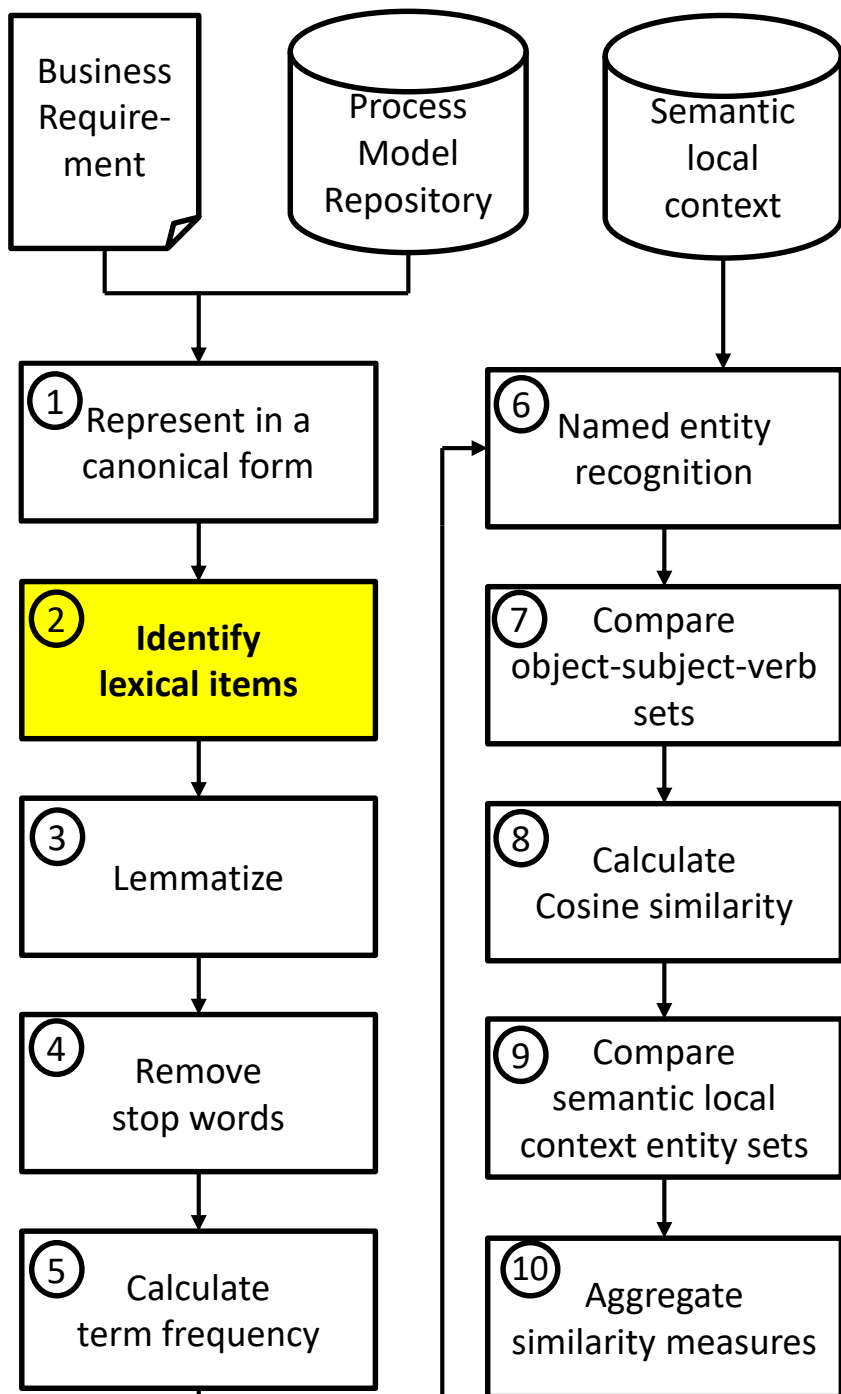 Business
Require-
ment
Process
Model
Repository
Semantic
local
context
1
Represent in a
canonical form
2
Identify
lexical items
3
Lemmatize
4
Remove
stop words
5
Calculate
term frequency
6
Named entity
recognition
7
Compare
object-subject-verb
sets
8
Calculate
Cosine similarity
9
Compare
semantic local
context entity sets
10
Aggregate
similarity measures